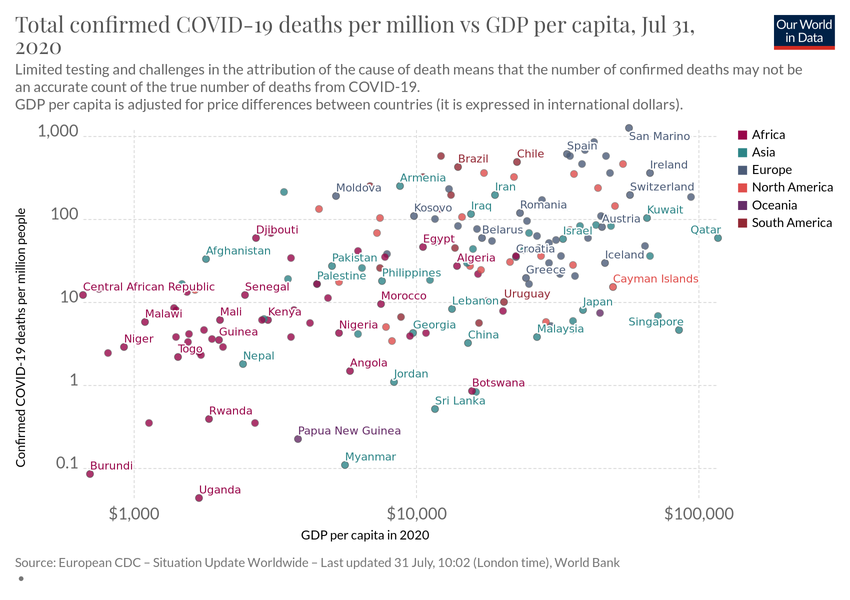 Total confirmed COVID-19 deaths per million vs GDP per capita, Jul 31,
2020
Our World
in Data
Limited testing and challenges in the attribution of the cause of death means that the number of confirmed deaths may not be
an accurate count of the true number of deaths from COVID-19.
GDP per capita is adjusted for price differences between countries (it is expressed in international dollars).
Confirmed COVID-19 deaths per million people
1,000
100
10
1
0.1
San Marino
Spain
Chile
Brazil
Ireland
Armenia
Moldova
Iran
Switzerland
Kosovo
Iraq
Romania
Kuwait
Austria
Djibouti
Belarus
Israel
Qatar
Egypt
Afghanistan
Croatia
Pakistan
Algeria
Iceland
Palestine
Philippines
Greece
Central African Republic
Senegal
Cayman Islands
Morocco
Lebanon
Uruguay
Japan
Malawi
Mali
Kenya
Nigeria
Georgia
Malaysia
Singapore
Niger
Guinea
China
Togo
Nepal
Angola
Jordan
Botswana
Sri Lanka
Rwanda
Papua New Guinea
Myanmar
Burundi
Uganda
$1,000
$10,000
$100,000
GDP per capita in 2020
Africa
Asia
Europe
North America
Oceania
South America
Source: European CDC – Situation Update Worldwide – Last updated 31 July, 10:02 (London time), World Bank